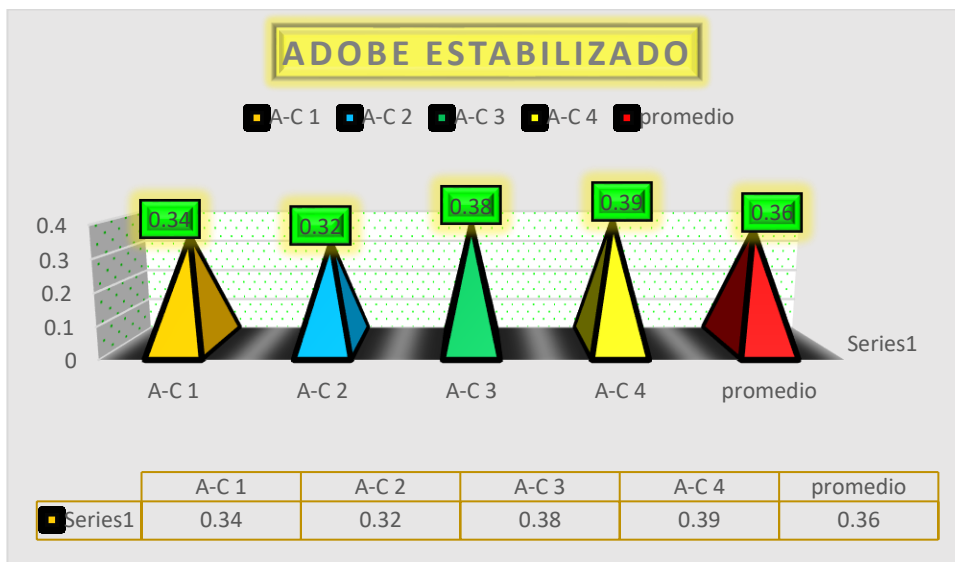 ADOBE ESTABILIZADO
A-C 1 A-C 2 A-C 3 A-C 4 promedio
0.34 0.32 0.38 0.39 0.36
0.4
0.3
0.2
0.1
0
Series1
A-C 1 A-C 2 A-C 3 A-C 4 promedio
A-C 1 A-C 2 A-C 3 A-C 4 promedio
Series1 0.34 0.32 0.38 0.39 0.36